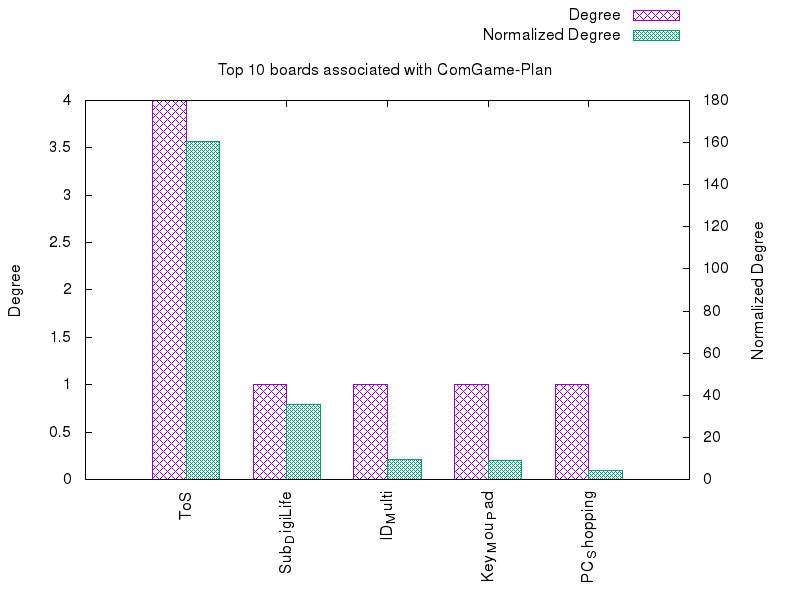 Degree
Normalized Degree
Top 10 boards associated with ComGame-Plan
4
3.5
3
2.5
2
1.5
1
0.5
0
180
160
140
120
100
80
60
40
20
0
Degree
Normalized Degree
ToS
SubDigiLife
IDMulti
KeyMouPad
PCShopping